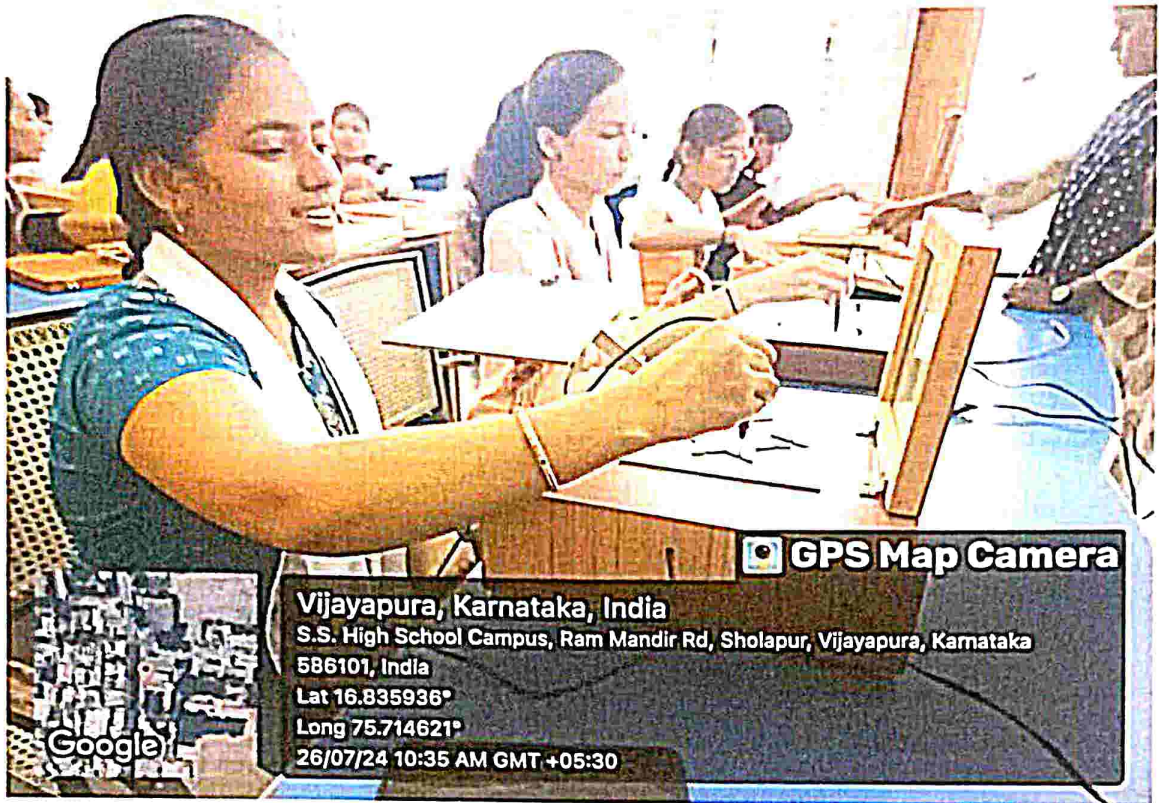 GPS Map Camera
Vijayapura, Karnataka, India
S.S. High School Campus, Ram Mandir Rd, Sholapur, Vijayapura, Karnataka
586101, India
Lat 16.835936°
Long 75.714621°
26/07/24 10:35 AM GMT +05:30
Google